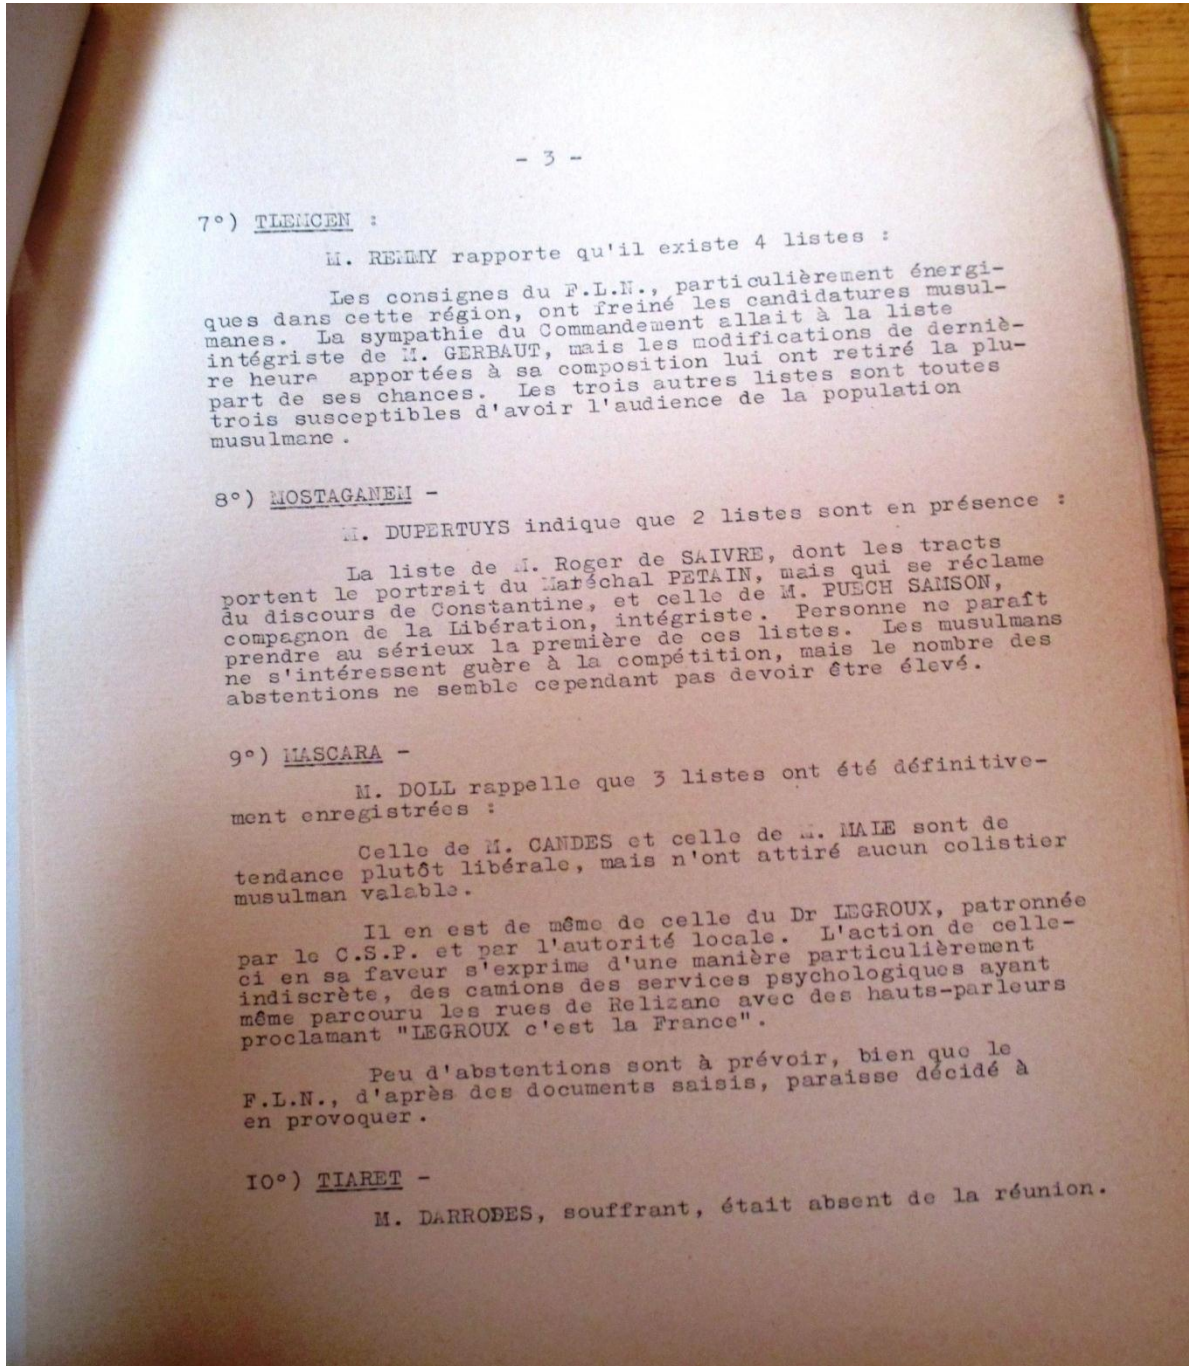 - 3 -
7°) TLEMCEN :
M. REMMY rapporte qu'il existe 4 listes :
Les consignes du F.L.N., particulièrement énergi-
ques dans cette région, ont freiné les candidatures musul-
manes. La sympathie du Commandement allait à la liste
intégriste de M. GERBAUT, mais les modifications de derniè-
re heure apportées à sa composition lui ont retiré la plu-
part de ses chances. Les trois autres listes sont toutes
trois susceptibles d'avoir l'audience de la population
musulmane.
8°) MOSTAGANEM -
M. DUPERTUYS indique que 2 listes sont en présence :
La liste de M. Roger de SAIVRE, dont les tracts
portent le portrait du Maréchal PETAIN, mais qui se réclame
du discours de Constantine, et celle de M. PUECH SAMSON,
compagnon de la Libération, intégriste. Personne ne paraît
prendre au sérieux la première de ces listes. Les musulmans
ne s'intéressent guère à la compétition, mais le nombre des
abstentions ne semble cependant pas devoir être élevé.
9°) MASCARA -
M. DOLL rappelle que 3 listes ont été définitive-
ment enregistrées :
Celle de M. CANDES et celle de M. MALE sont de
tendance plutôt libérale, mais n'ont attiré aucun colistier
musulman valable.
Il en est de même de celle du Dr LEGROUX, patronnée
par le C.S.P. et par l'autorité locale. L'action de celle-
ci en sa faveur s'exprime d'une manière particulièrement
indiscrète, des camions des services psychologiques ayant
même parcouru les rues de Relizane avec des hauts-parleurs
proclamant "LEGROUX c'est la France".
Peu d'abstentions sont à prévoir, bien que le
F.L.N., d'après des documents saisis, paraisse décidé à
en provoquer.
I0°) TIARET -
M. DARRODES, souffrant, était absent de la réunion.